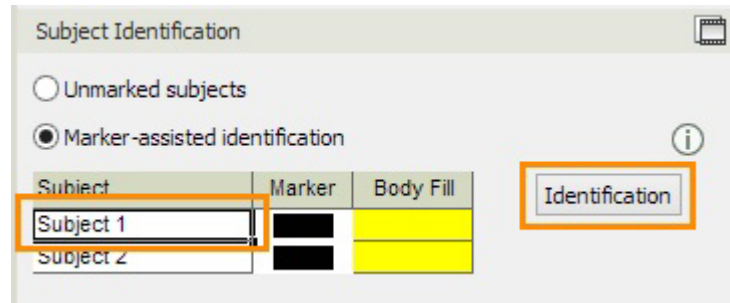 Subject Identification
Unmarked subjects
Marker-assisted identification
Subject Marker Body Fill
Identification
Subject 1
Subject 2